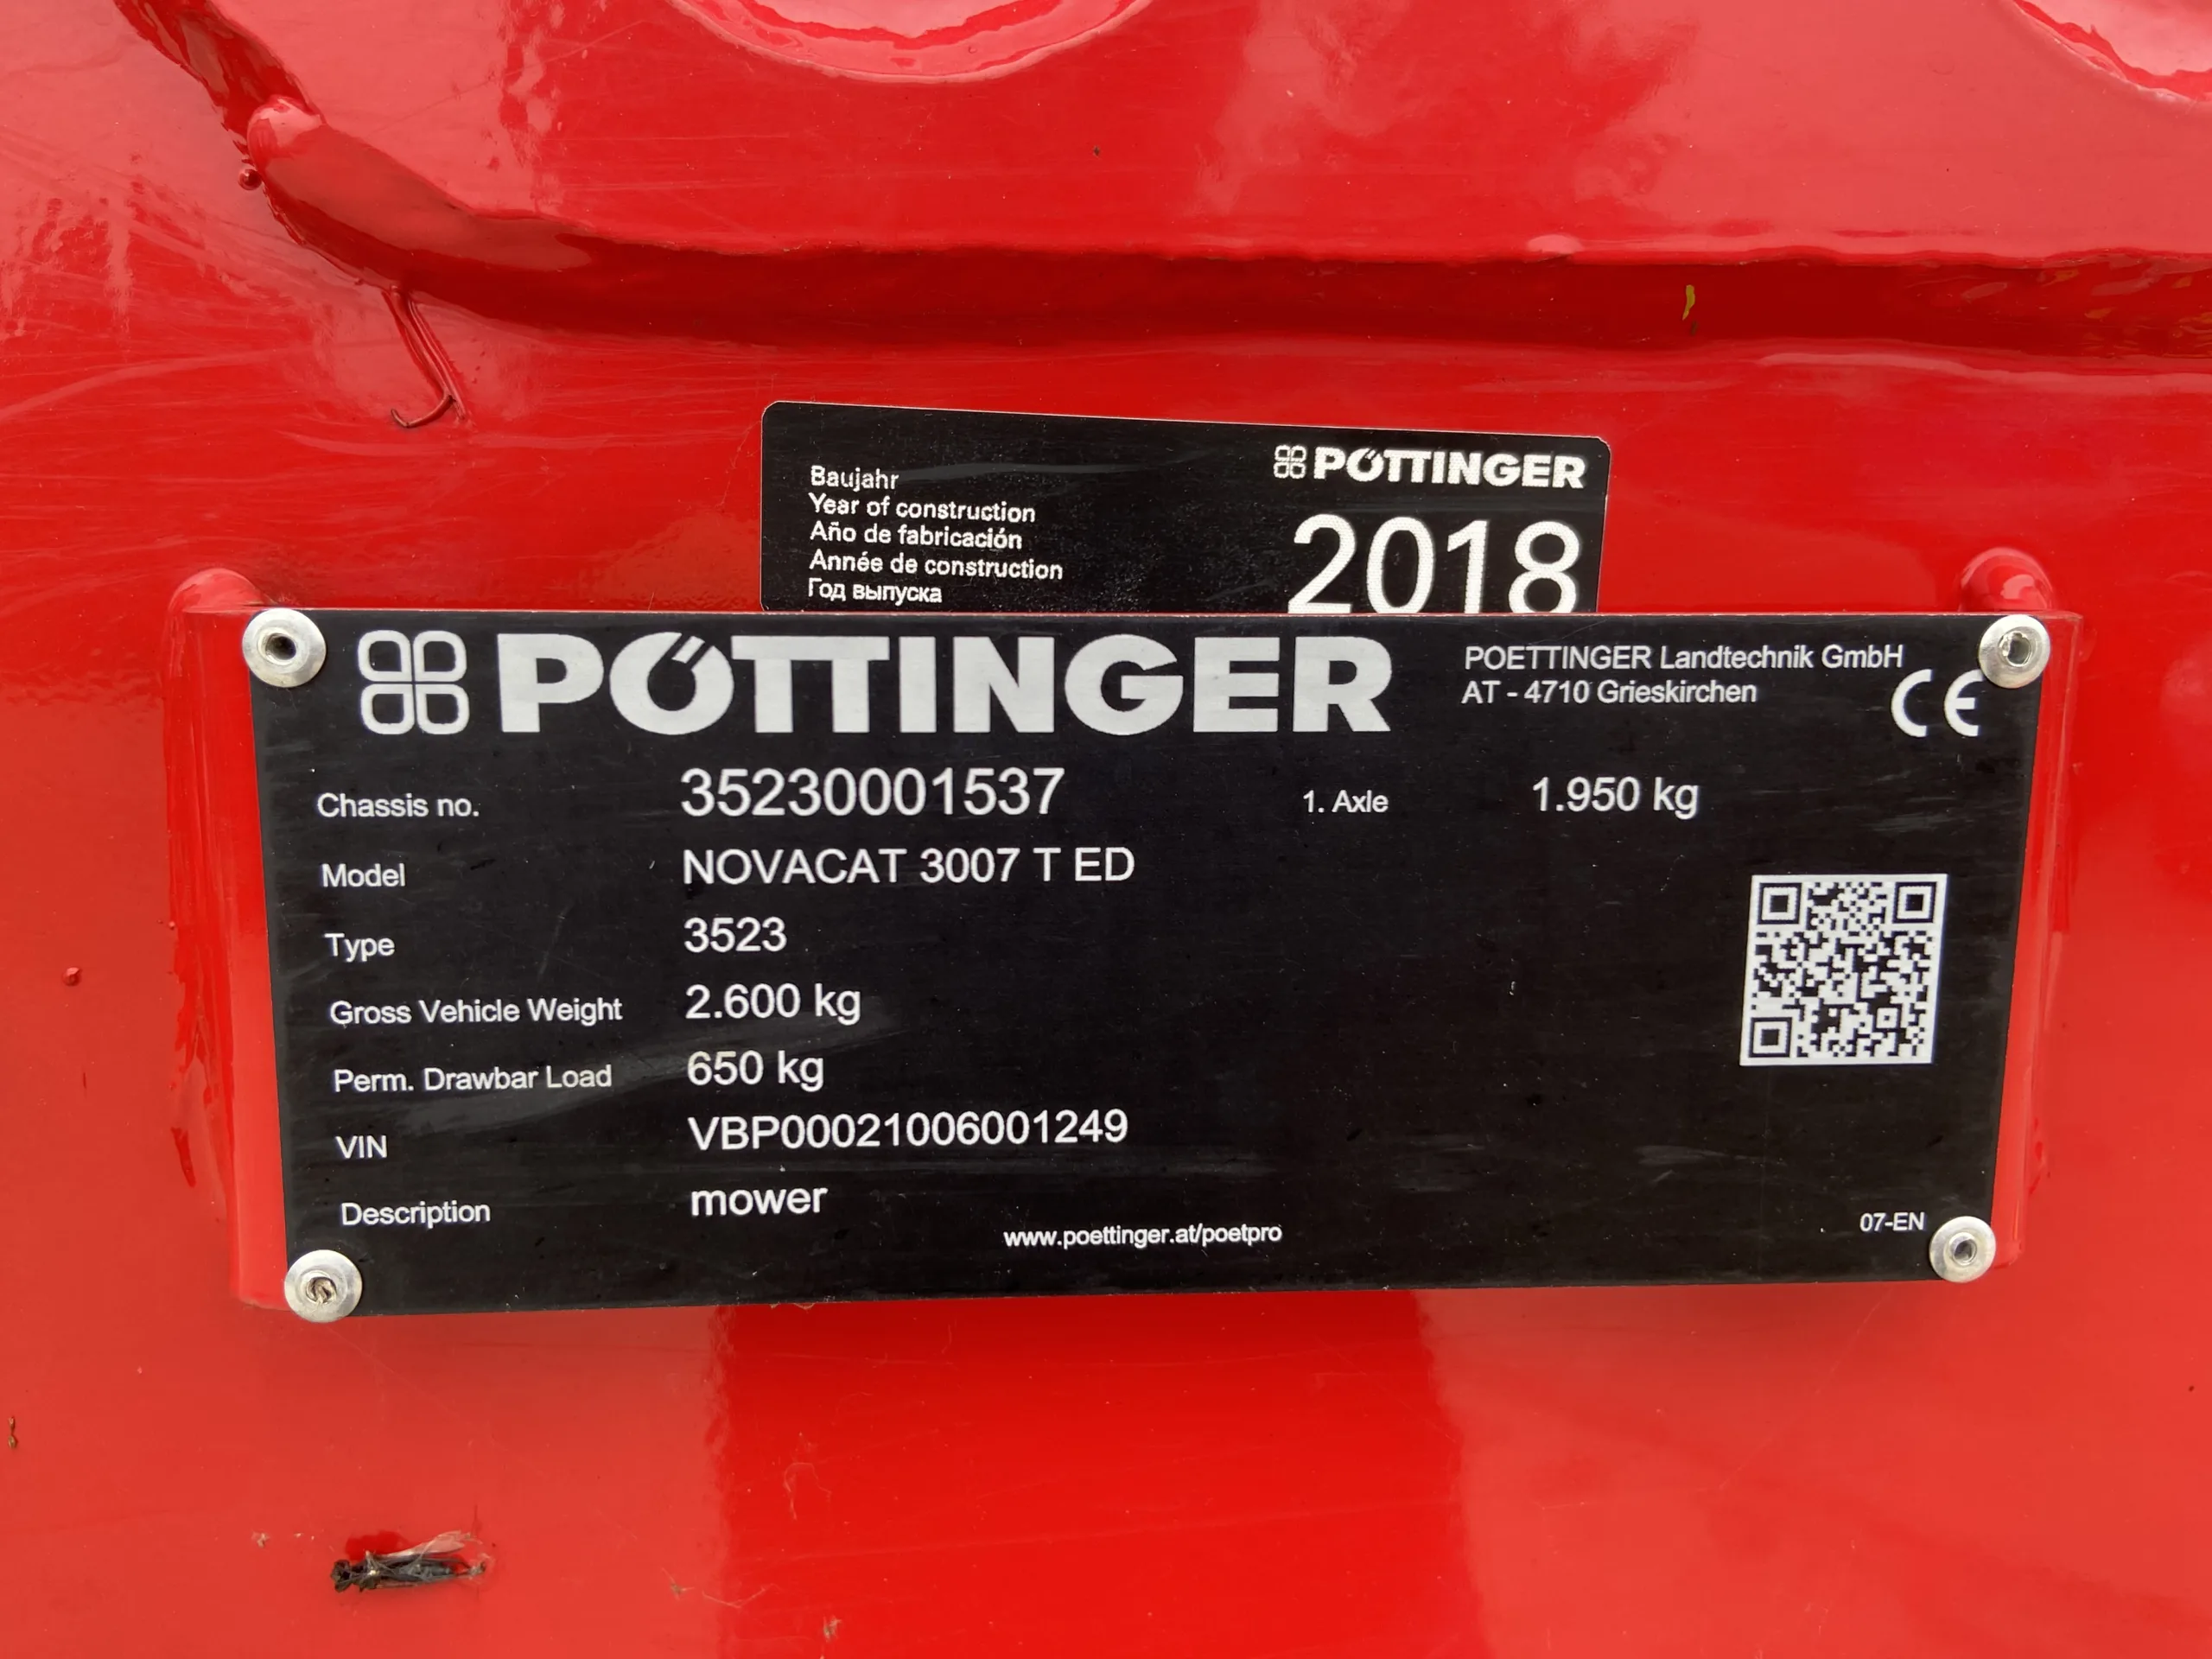 PÖTTINGER
Baujahr
Year of construction
Año de fabricación
Année de construction
Год выпуска
2018
PÖTTINGER
POETTINGER Landtechnik GmbH
AT - 4710 Grieskirchen
CE
Chassis no. 35230001537 1. Axle 1.950 kg
Model NOVACAT 3007 T ED
Type 3523
Gross Vehicle Weight 2.600 kg
Perm. Drawbar Load 650 kg
VIN VBP00021006001249
Description mower
www.poettinger.at/poetpro
07-EN